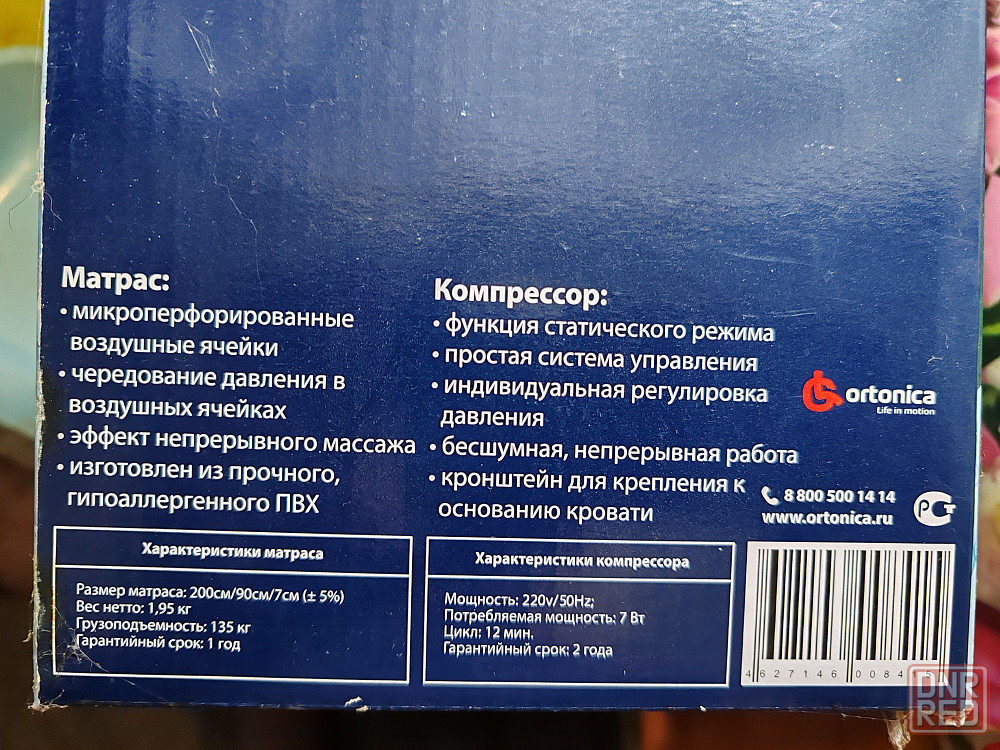 Матрас:
• микроперфорированные
воздушные ячейки
• чередование давления в
воздушных ячейках
• эффект непрерывного массажа
• изготовлен из прочного,
гипоаллергенного ПВХ
Компрессор:
• функция статического режима
• простая система управления
• индивидуальная регулировка
давления
• бесшумная, непрерывная работа
• кронштейн для крепления к
основанию кровати
ortonica
Life in motion
8 800 500 14 14
www.ortonica.ru
РСТ
Характеристики матраса
Размер матраса: 200см/90см/7см (± 5%)
Вес нетто: 1,95 кг
Грузоподъемность: 135 кг
Гарантийный срок: 1 год
Характеристики компрессора
Мощность: 220v/50Hz;
Потребляемая мощность: 7 Вт
Цикл: 12 мин.
Гарантийный срок: 2 года
4 627146 0084
DNR
RED